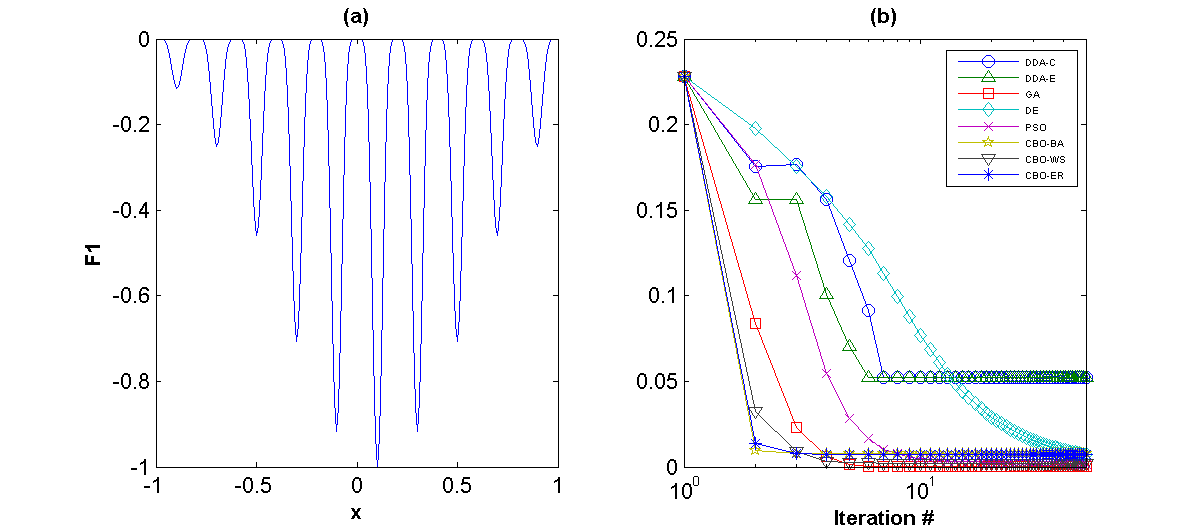 (a)
0
-0.2
-0.4
-0.6
-0.8
-1
F1
-1
-0.5
0
0.5
1
x
(b)
0.25
0.2
0.15
0.1
0.05
0
10^0
10^1
Iteration #
DDA-C
DDA-E
GA
DE
PSO
CBO-BA
CBO-WS
CBO-ER